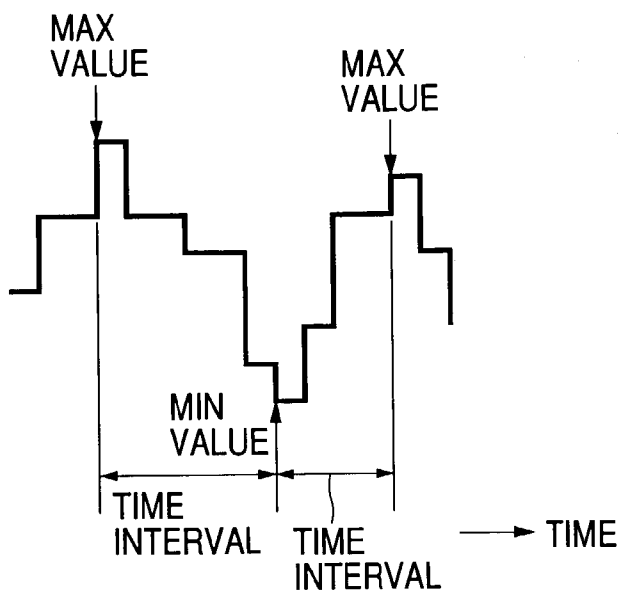 MAX
VALUE
MAX
VALUE
MIN
VALUE
TIME
INTERVAL
TIME
INTERVAL
TIME